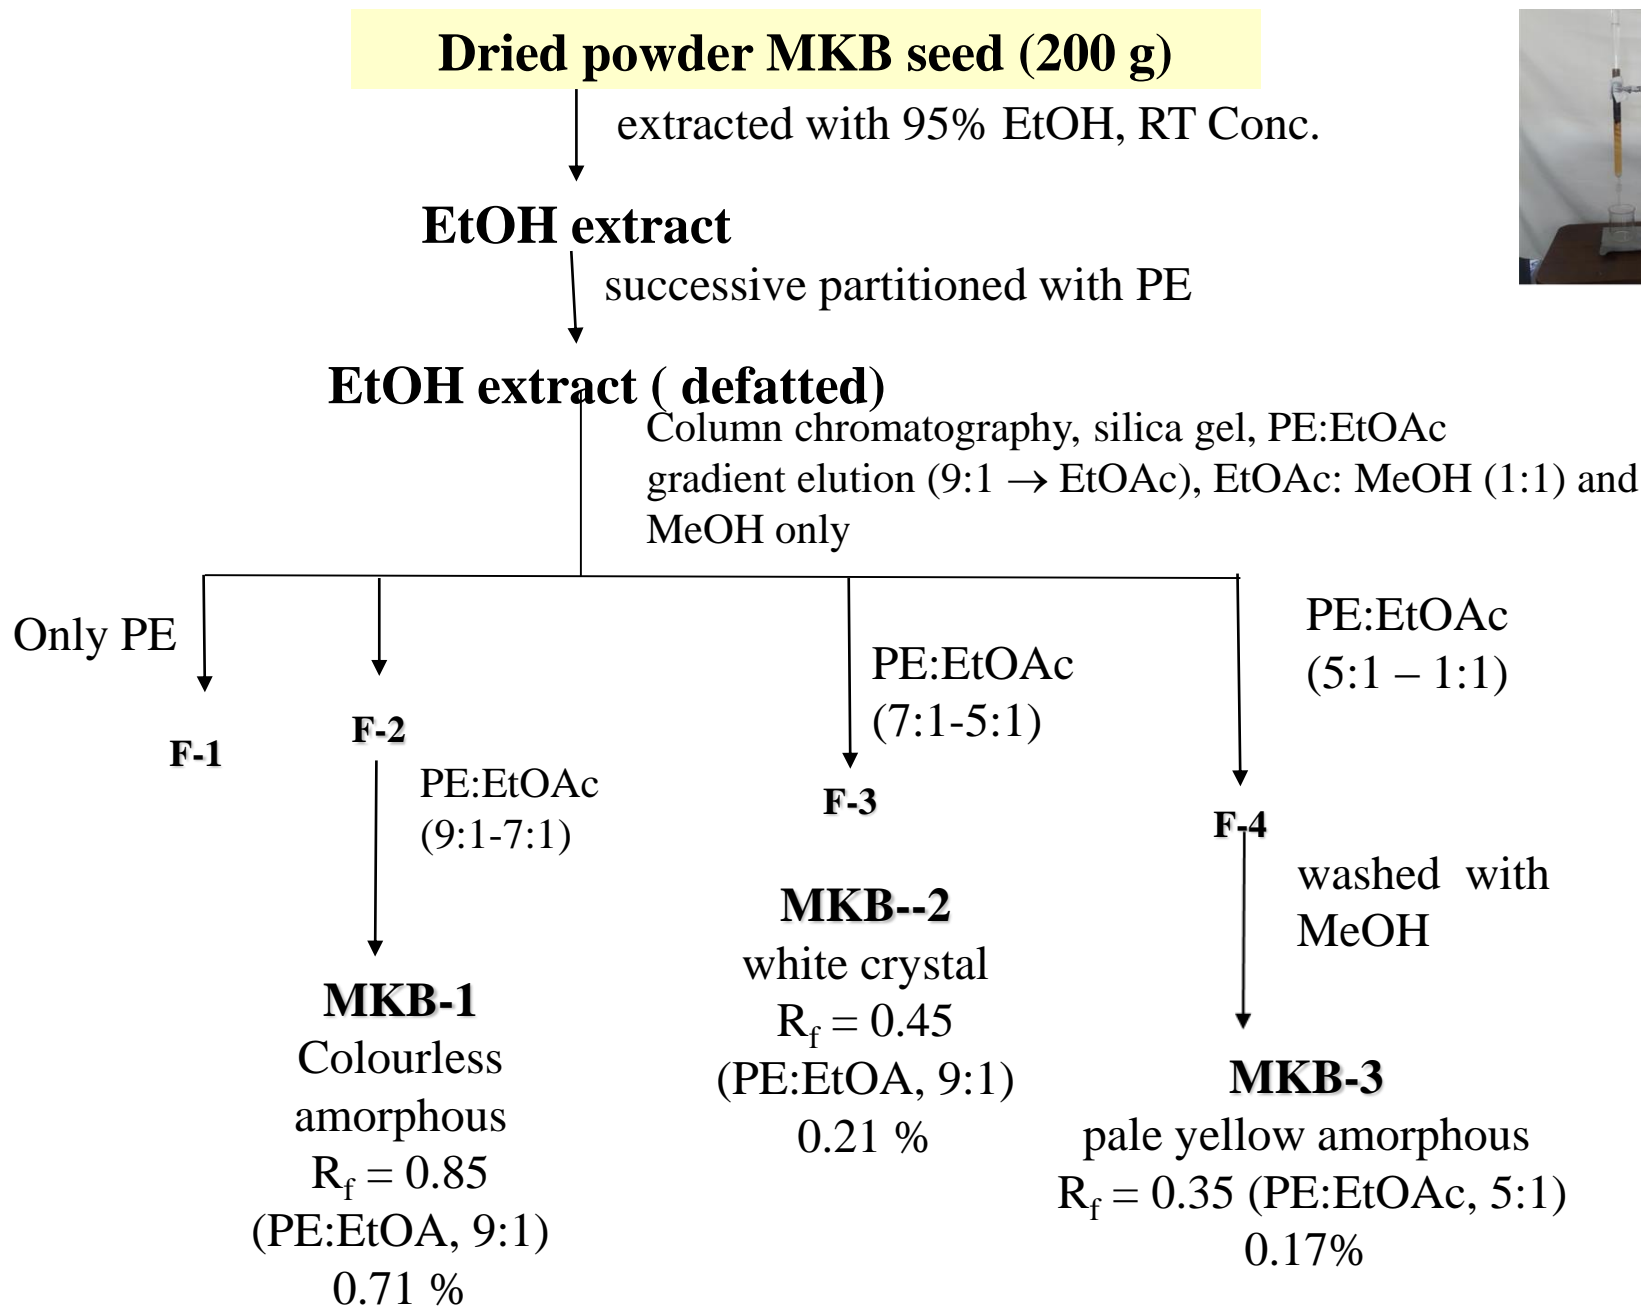 Dried powder MKB seed (200 g)
extracted with 95% EtOH, RT Conc.
EtOH extract
successive partitioned with PE
EtOH extract ( defatted)
Column chromatography, silica gel, PE:EtOAc
gradient elution (9:1 → EtOAc), EtOAc: MeOH (1:1) and
MeOH only
Only PE
F-1
F-2
PE:EtOAc
(9:1-7:1)
MKB-1
Colourless
amorphous
Rf = 0.85
(PE:EtOA, 9:1)
0.71 %
PE:EtOAc
(7:1-5:1)
F-3
MKB--2
white crystal
Rf = 0.45
(PE:EtOA, 9:1)
0.21 %
PE:EtOAc
(5:1 – 1:1)
F-4
washed with
MeOH
MKB-3
pale yellow amorphous
Rf = 0.35 (PE:EtOAc, 5:1)
0.17%